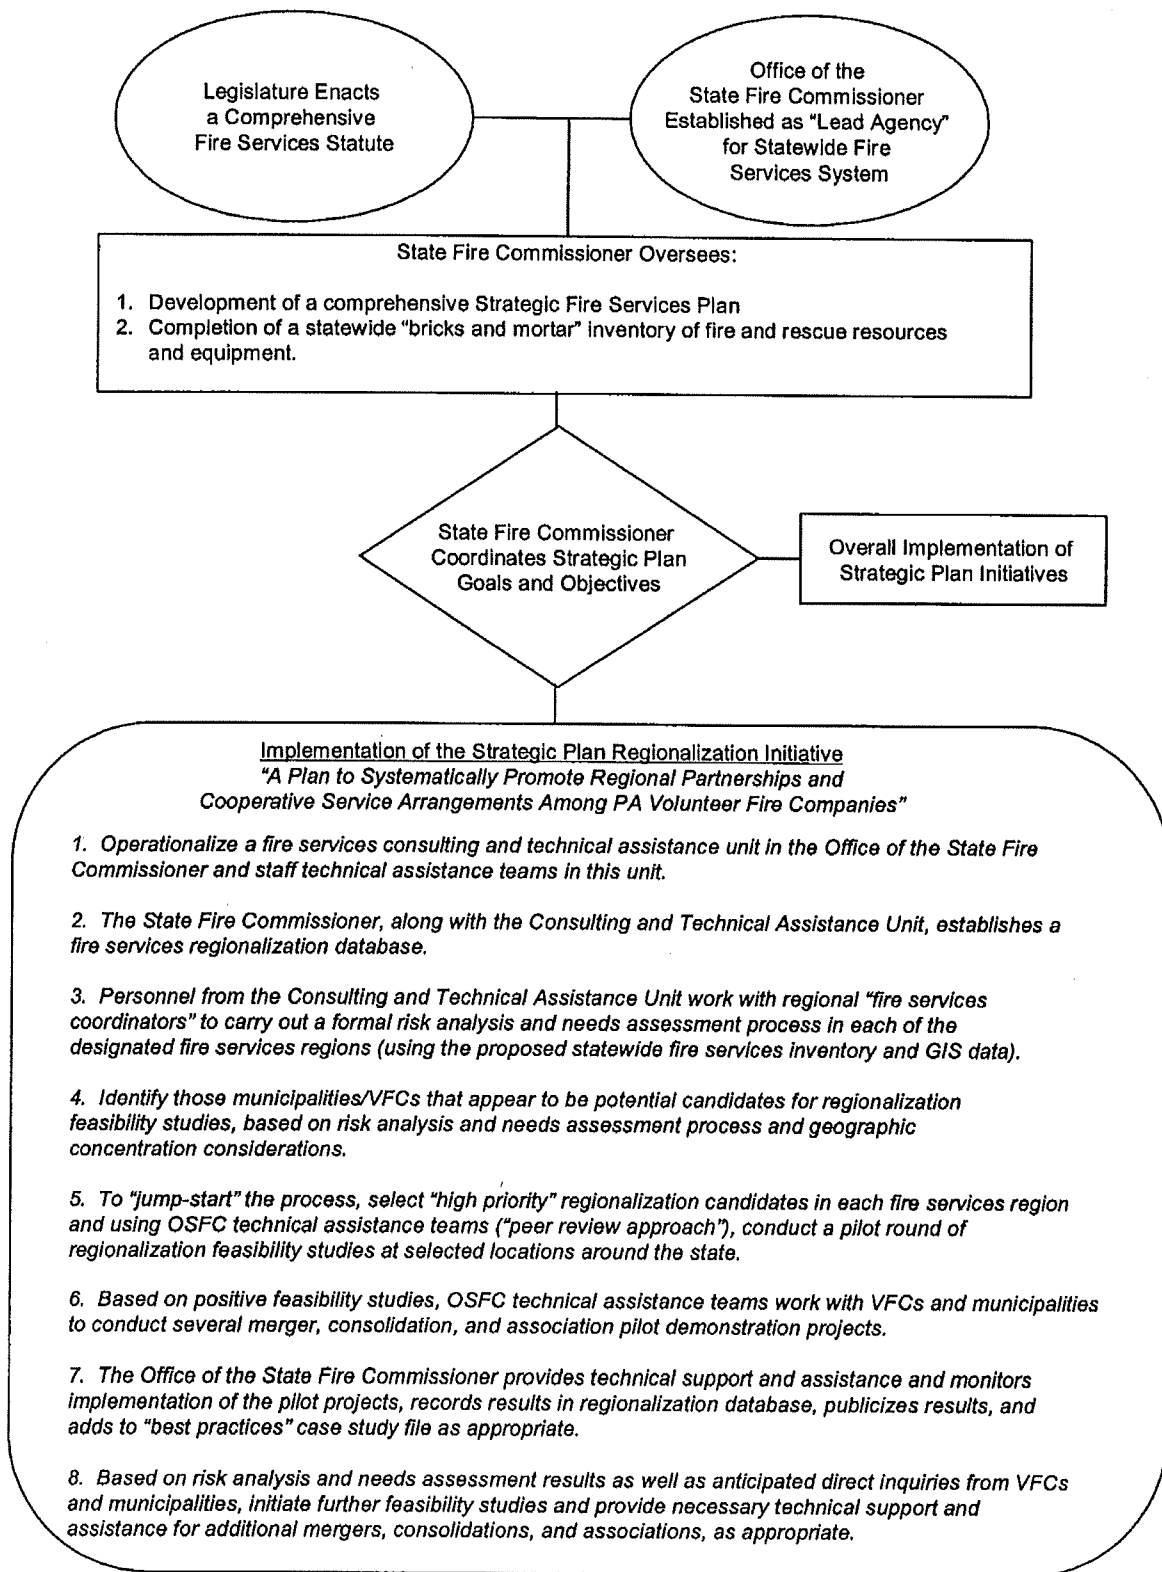 Legislature Enacts
a Comprehensive
Fire Services Statute
Office of the
State Fire Commissioner
Established as "Lead Agency"
for Statewide Fire
Services System
State Fire Commissioner Oversees:
1. Development of a comprehensive Strategic Fire Services Plan
2. Completion of a statewide "bricks and mortar" inventory of fire and rescue resources
and equipment.
State Fire Commissioner
Coordinates Strategic Plan
Goals and Objectives
Overall Implementation of
Strategic Plan Initiatives
Implementation of the Strategic Plan Regionalization Initiative
"A Plan to Systematically Promote Regional Partnerships and
Cooperative Service Arrangements Among PA Volunteer Fire Companies"
1. Operationalize a fire services consulting and technical assistance unit in the Office of the State Fire
Commissioner and staff technical assistance teams in this unit.
2. The State Fire Commissioner, along with the Consulting and Technical Assistance Unit, establishes a
fire services regionalization database.
3. Personnel from the Consulting and Technical Assistance Unit work with regional "fire services
coordinators" to carry out a formal risk analysis and needs assessment process in each of the
designated fire services regions (using the proposed statewide fire services inventory and GIS data).
4. Identify those municipalities/VFCs that appear to be potential candidates for regionalization
feasibility studies, based on risk analysis and needs assessment process and geographic
concentration considerations.
5. To "jump-start" the process, select "high priority" regionalization candidates in each fire services region
and using OSFC technical assistance teams ("peer review approach"), conduct a pilot round of
regionalization feasibility studies at selected locations around the state.
6. Based on positive feasibility studies, OSFC technical assistance teams work with VFCs and municipalities
to conduct several merger, consolidation, and association pilot demonstration projects.
7. The Office of the State Fire Commissioner provides technical support and assistance and monitors
implementation of the pilot projects, records results in regionalization database, publicizes results, and
adds to "best practices" case study file as appropriate.
8. Based on risk analysis and needs assessment results as well as anticipated direct inquiries from VFCs
and municipalities, initiate further feasibility studies and provide necessary technical support and
assistance for additional mergers, consolidations, and associations, as appropriate.